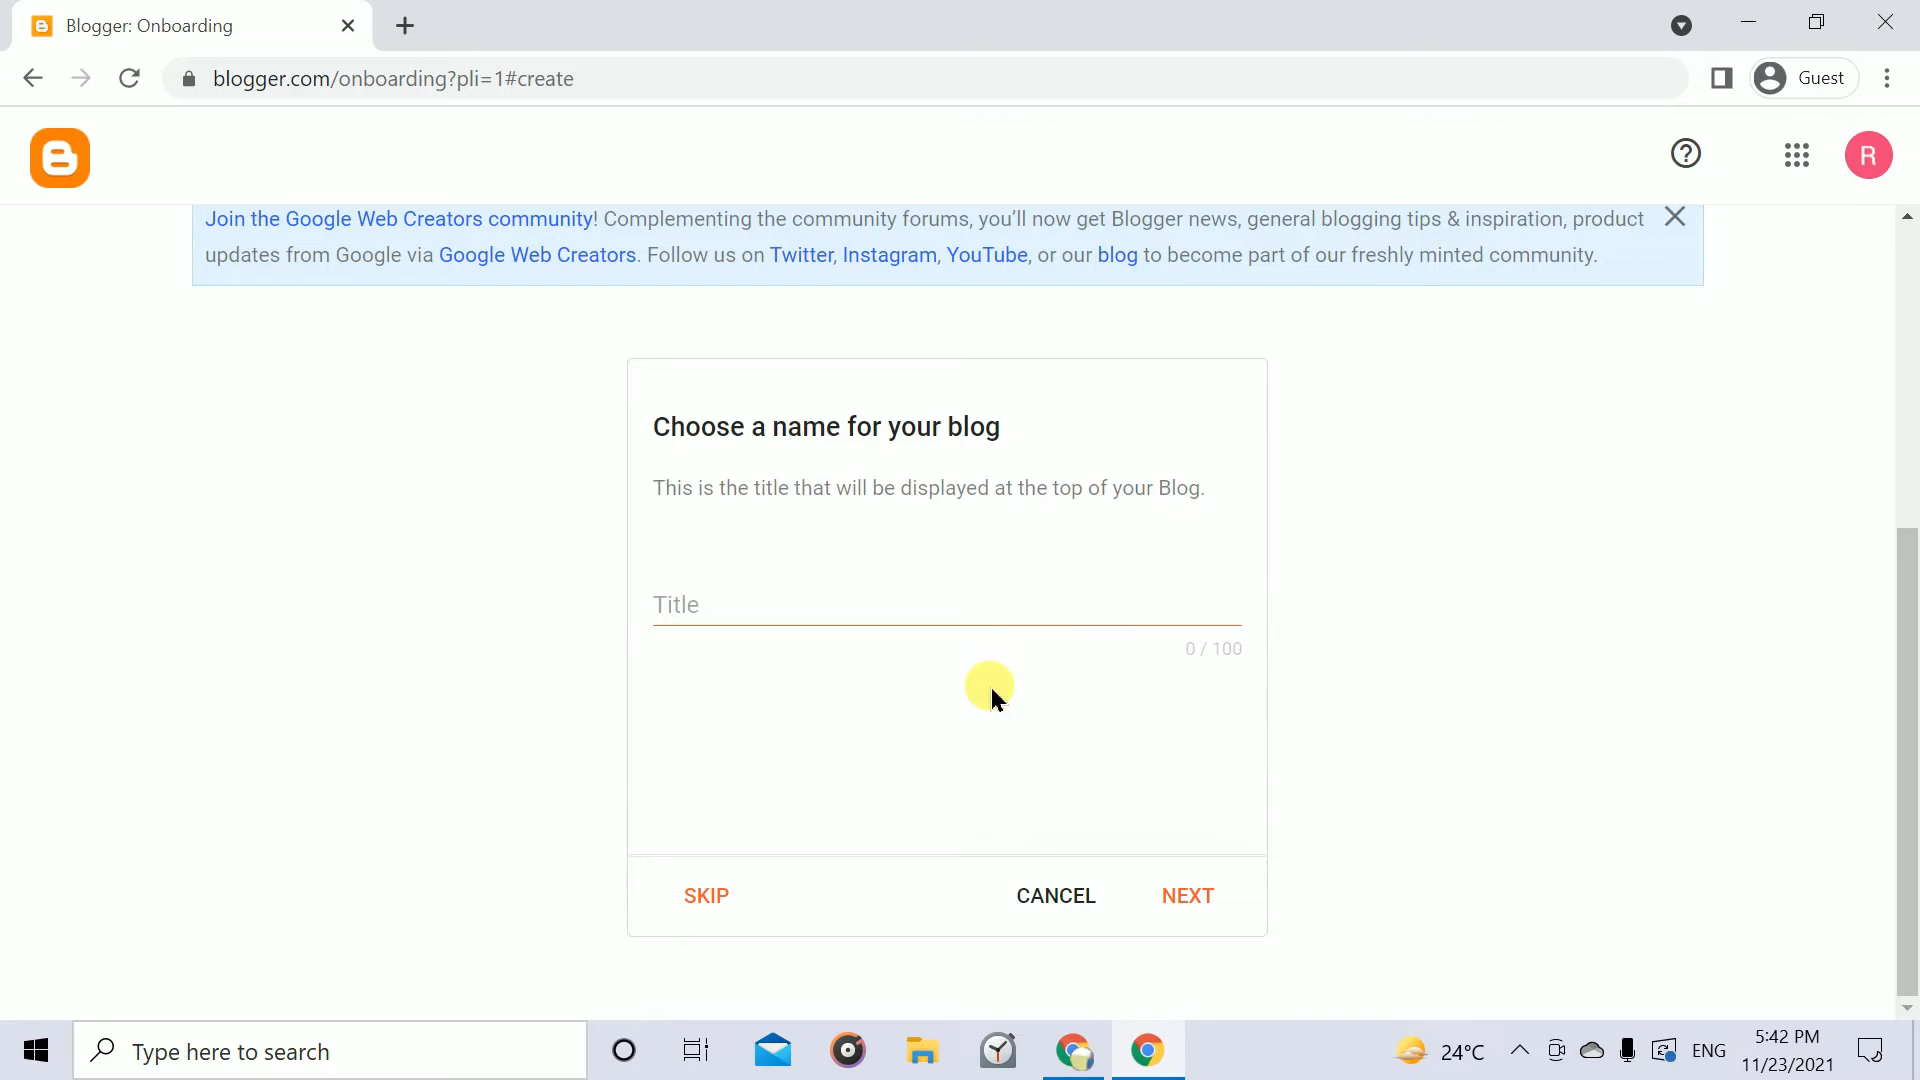 Blogger: Onboarding
blogger.com/onboarding?pli=1#create
Guest
R
Join the Google Web Creators community! Complementing the community forums, you'll now get Blogger news, general blogging tips & inspiration, product
updates from Google via Google Web Creators. Follow us on Twitter, Instagram, YouTube, or our blog to become part of our freshly minted community.
Choose a name for your blog
This is the title that will be displayed at the top of your Blog.
Title
0 / 100
SKIP
CANCEL
NEXT
Type here to search
24°C
ENG
5:42 PM
11/23/2021